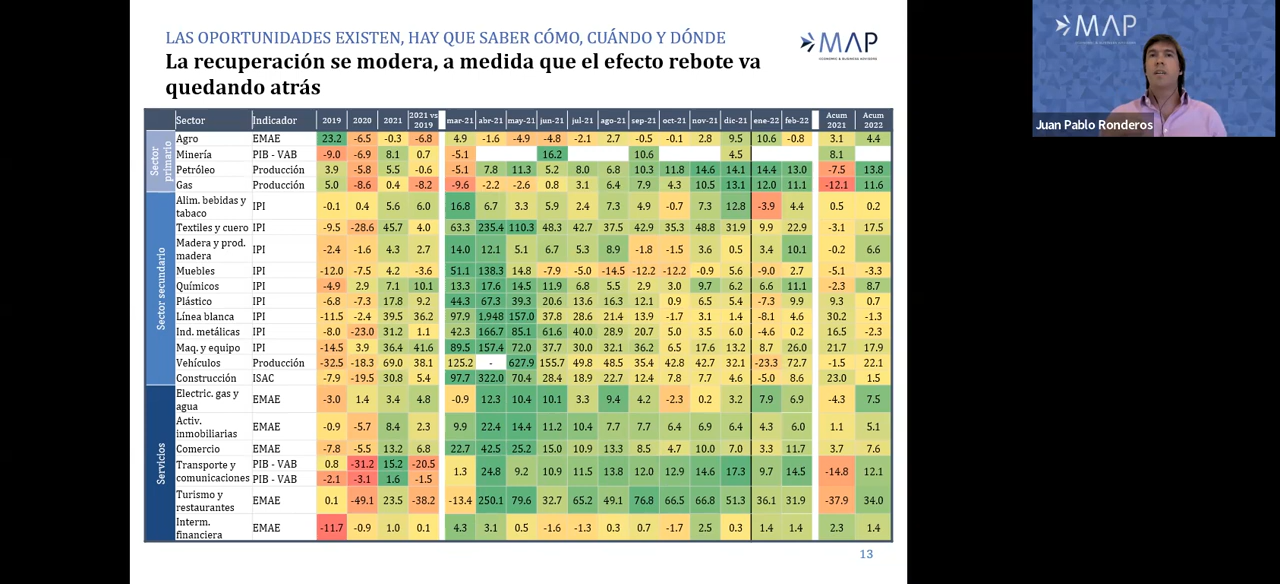 LAS OPORTUNIDADES EXISTEN, HAY QUE SABER CÓMO, CUÁNDO Y DÓNDE
La recuperación se modera, a medida que el efecto rebote va
quedando atrás
MAP
ECONOMIC & BUSINESS ADVISORS
MAP
Juan Pablo Ronderos
Sector Indicador 2019 2020 2021 2021 vs 2019 mar-21 abr-21 may-21 jun-21 jul-21 ago-21 sep-21 oct-21 nov-21 dic-21 ene-22 feb-22 Acum 2021 Acum 2022
Sector primario
Agro EMAE 23.2 -6.5 -0.3 -6.8 4.9 -1.6 -4.9 -4.8 -2.1 2.7 -0.5 -0.1 2.8 9.5 10.6 -0.8 3.1 4.4
Minería PIB - VAB -9.0 -6.9 8.1 0.7 -5.1 16.2 10.6 4.5 8.1
Petróleo Producción 3.9 -5.8 5.5 -0.6 -5.1 7.8 11.3 5.2 8.0 6.8 10.3 11.8 14.6 14.1 14.4 13.0 -7.5 13.8
Gas Producción 5.0 -8.6 0.4 -8.2 -9.6 -2.2 -2.6 0.8 3.1 6.4 7.9 4.3 10.5 13.1 12.0 11.1 -12.1 11.6
Sector secundario
Alim. bebidas y tabaco IPI -0.1 0.4 5.6 6.0 16.8 6.7 3.3 5.9 2.4 7.3 4.9 -0.7 7.3 12.8 -3.9 4.4 0.5 0.2
Textiles y cuero IPI -9.5 -28.6 45.7 4.0 63.3 235.4 110.3 48.3 42.7 37.5 42.9 35.3 48.8 31.9 9.9 22.9 -3.1 17.5
Madera y prod. madera IPI -2.4 -1.6 4.3 2.7 14.0 12.1 5.1 6.7 5.3 8.9 -1.8 -1.5 3.6 0.5 3.4 10.1 -0.2 6.6
Muebles IPI -12.0 -7.5 4.2 -3.6 51.1 138.3 14.8 -7.9 -5.0 -14.5 -12.2 -12.2 -0.9 5.6 -9.0 2.7 -5.1 -3.3
Químicos IPI -4.9 2.9 7.1 10.1 13.3 17.6 14.5 11.9 6.8 5.5 2.9 3.0 9.7 6.2 6.6 11.1 -2.3 8.7
Plástico IPI -6.8 -7.3 17.8 9.2 44.3 67.3 39.3 20.6 13.6 16.3 12.1 0.9 6.5 5.4 -7.3 9.9 9.3 0.7
Línea blanca IPI -11.5 -2.4 39.5 36.2 97.9 1,948 157.0 37.8 28.6 21.4 13.9 -1.7 3.1 1.4 -8.1 4.6 30.2 -1.3
Ind. metálicas IPI -8.0 -23.0 31.2 1.1 42.3 166.7 85.1 61.6 40.0 28.9 20.7 5.0 3.5 6.0 -4.6 0.2 16.5 -2.3
Maq. y equipo IPI -14.5 3.9 36.4 41.6 89.5 157.4 72.0 37.7 30.0 32.1 36.2 6.5 17.6 13.2 8.7 26.0 21.7 17.9
Vehículos Producción -32.5 -18.3 69.0 38.1 125.2 - 627.9 155.7 49.8 48.5 35.4 42.8 42.7 32.1 -23.3 72.7 -1.5 22.1
Construcción ISAC -7.9 -19.5 30.8 5.4 97.7 322.0 70.4 28.4 18.9 22.7 12.4 7.8 7.7 4.6 -5.0 8.6 23.0 1.5
Servicios
Electric. gas y agua EMAE -3.0 1.4 3.4 4.8 -0.9 12.3 10.4 10.1 3.3 9.4 4.2 -2.3 0.2 3.2 7.9 6.9 -4.3 7.5
Activ. inmobiliarias EMAE -0.9 -5.7 8.4 2.3 9.9 22.4 14.4 11.2 10.4 7.7 7.7 6.4 6.9 6.4 4.3 6.0 1.1 5.1
Comercio EMAE -7.8 -5.5 13.2 6.8 22.7 42.5 25.2 15.0 10.9 13.3 8.5 4.7 10.0 7.0 3.3 11.7 3.7 7.6
Transporte y comunicaciones PIB - VAB 0.8 -31.2 15.2 -20.5 1.3 24.8 9.2 10.9 11.5 13.8 12.0 12.9 14.6 17.3 9.7 14.5 -14.8 12.1
PIB - VAB -2.1 -3.1 1.6 -1.5
Turismo y restaurantes EMAE 0.1 -49.1 23.5 -38.2 -13.4 250.1 79.6 32.7 65.2 49.1 76.8 66.5 66.8 51.3 36.1 31.9 -37.9 34.0
Interm. financiera EMAE -11.7 -0.9 1.0 0.1 4.3 3.1 0.5 -1.6 -1.3 0.3 0.7 -1.7 2.5 0.3 1.4 1.4 2.3 1.4
13